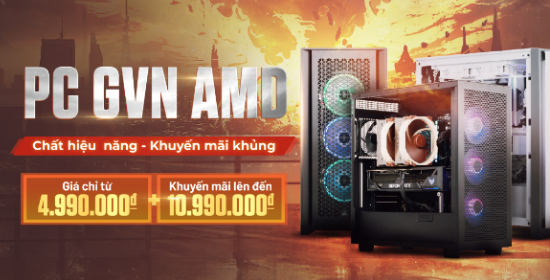 PC GVN AMD
Chất hiệu năng - Khuyến mãi khủng
Giá chỉ từ
4.990.000đ
+
Khuyến mãi lên đến
10.990.000đ